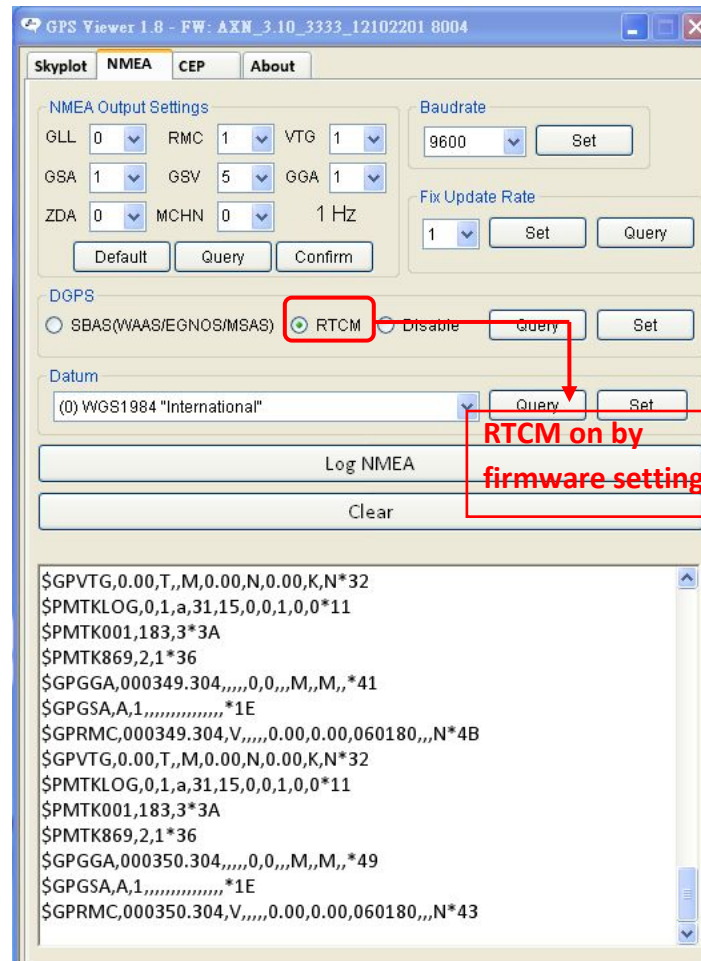 GPS Viewer 1.8 - FW: AXN_3.10_3333_12102201 8004
Skyplot NMEA CEP About
NMEA Output Settings
GLL 0 RMC 1 VTG 1
GSA 1 GSV 5 GGA 1
ZDA 0 MCHN 0 1 Hz
Default Query Confirm
Baudrate
9600 Set
Fix Update Rate
1 Set Query
DGPS
SBAS(WAAS/EGNOS/MSAS) RTCM Disable Query Set
Datum
(0) WGS1984 "International" Query Set
RTCM on by
firmware setting
Log NMEA
Clear
$GPVTG,0.00,T,,M,0.00,N,0.00,K,N*32
$PMTKLOG,0,1,a,31,15,0,0,1,0,0*11
$PMTK001,183,3*3A
$PMTK869,2,1*36
$GPGGA,000349.304,,,,,0,0,,,M,,M,,*41
$GPGSA,A,1,,,,,,,,,,,,,,,*1E
$GPRMC,000349.304,V,,,,,0.00,0.00,060180,,,N*4B
$GPVTG,0.00,T,,M,0.00,N,0.00,K,N*32
$PMTKLOG,0,1,a,31,15,0,0,1,0,0*11
$PMTK001,183,3*3A
$PMTK869,2,1*36
$GPGGA,000350.304,,,,,0,0,,,M,,M,,*49
$GPGSA,A,1,,,,,,,,,,,,,,,*1E
$GPRMC,000350.304,V,,,,,0.00,0.00,060180,,,N*43